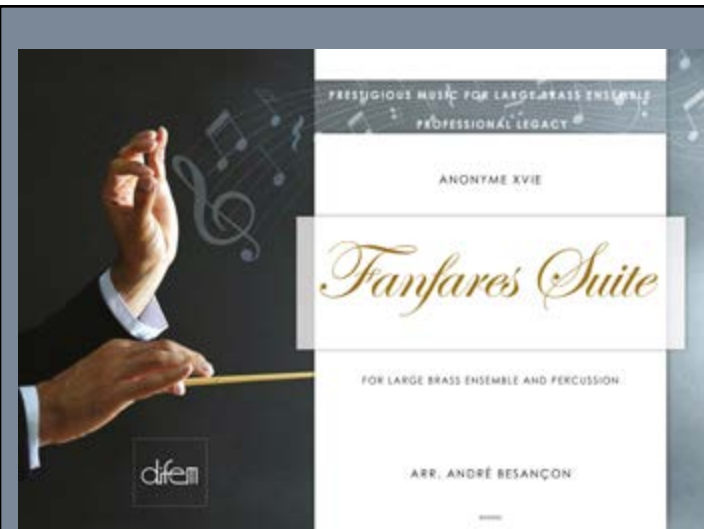 PRESTIGIOUS MUSIC FOR LARGE BRASS ENSEMBLE
PROFESSIONAL LEGACY
ANONYME XVIE
Fanfares Suite
FOR LARGE BRASS ENSEMBLE AND PERCUSSION
difem
ARR. ANDRÉ BESANÇON